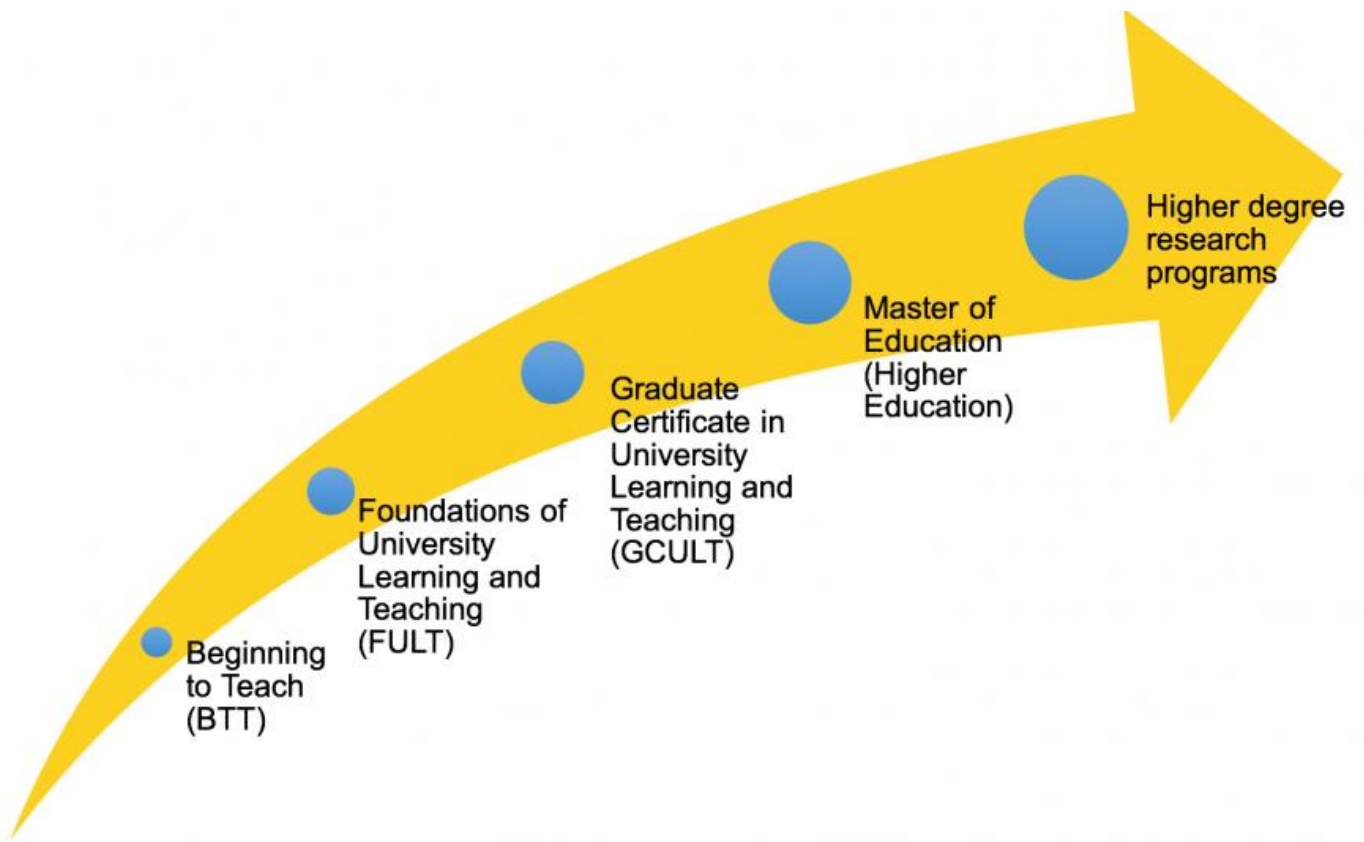 Beginning
to Teach
(BTT)
Foundations of
University
Learning and
Teaching
(FULT)
Graduate
Certificate in
University
Learning and
Teaching
(GCULT)
Master of
Education
(Higher
Education)
Higher degree
research
programs